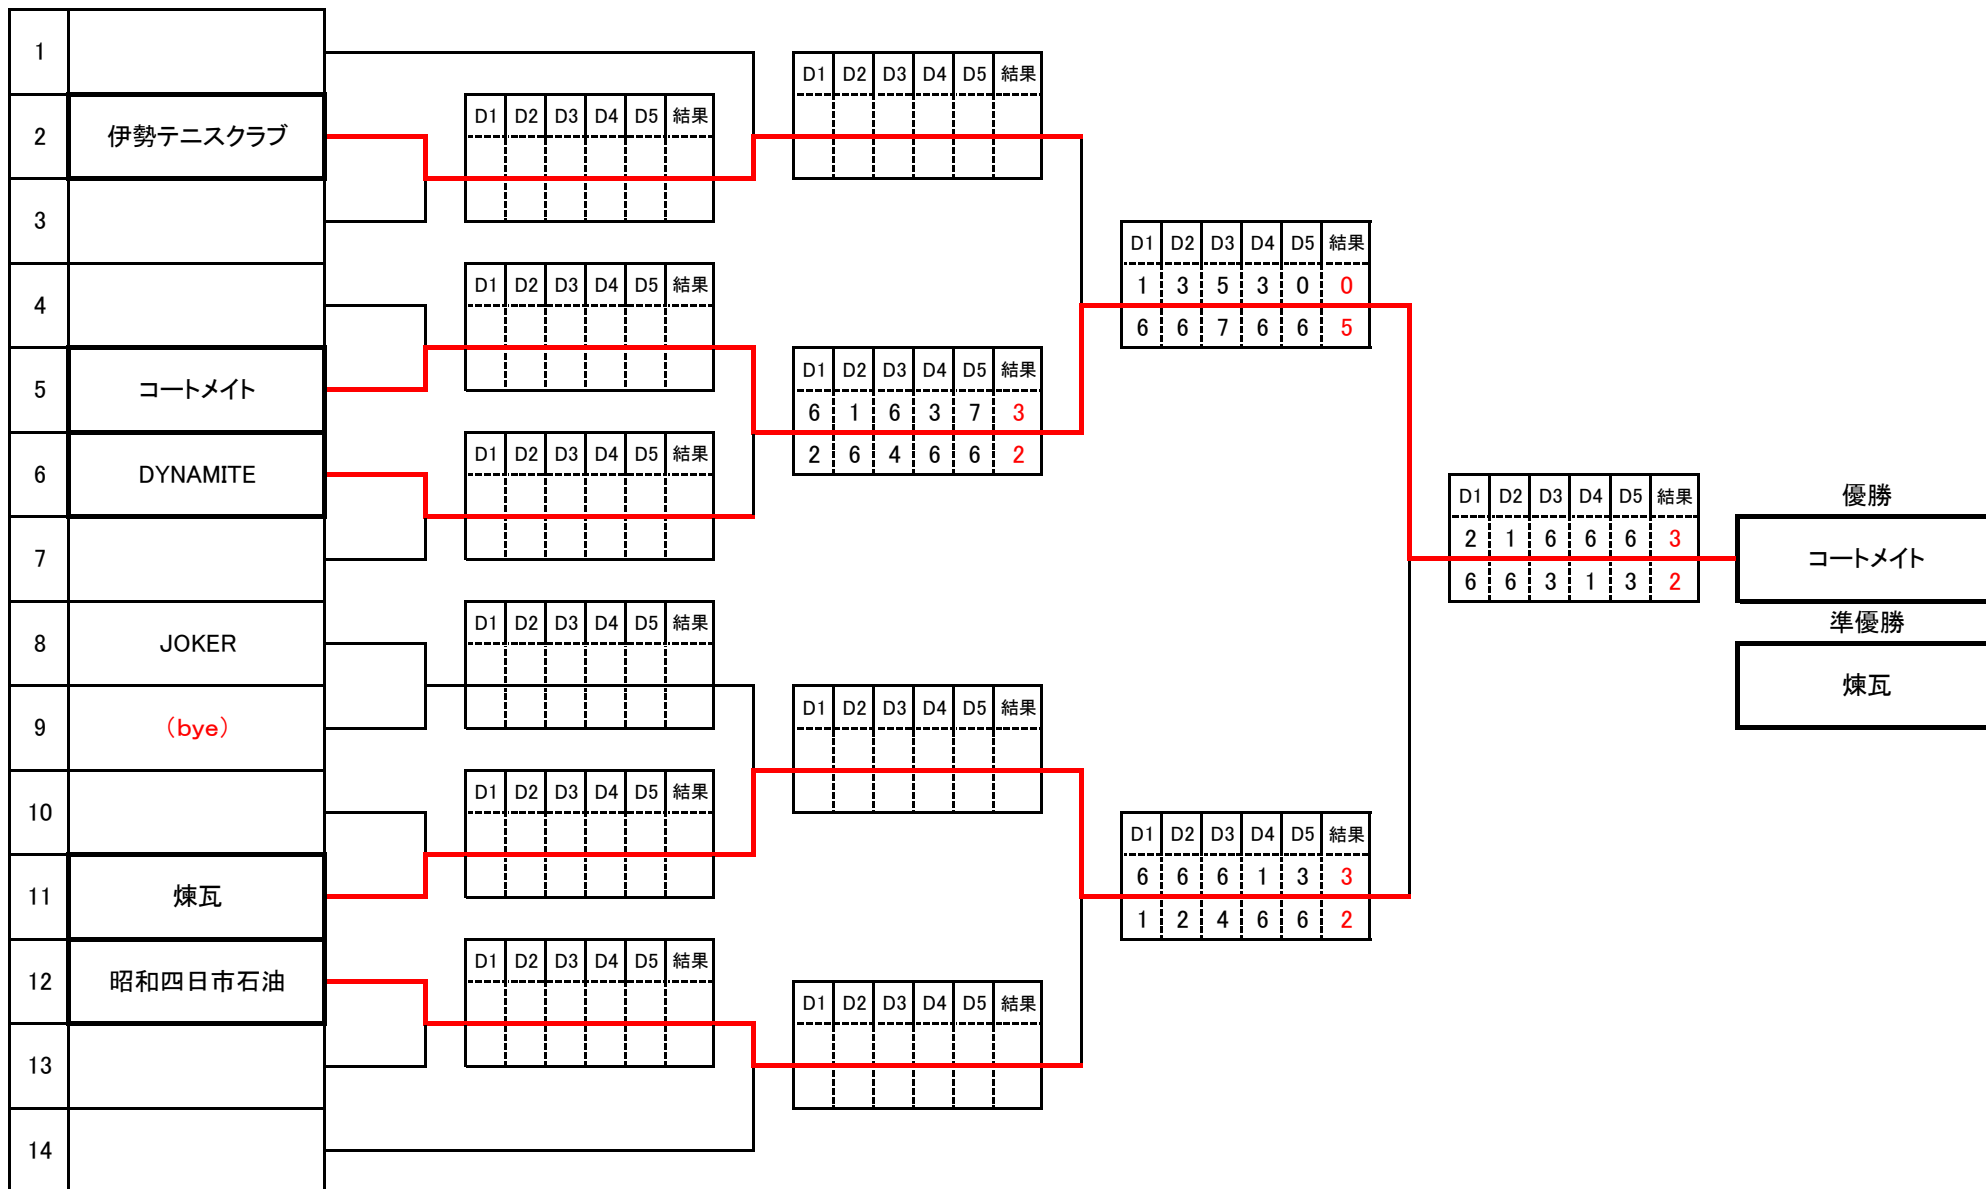 1
D1 D2 D3 D4 D5 結果
2 伊勢テニスクラブ
D1 D2 D3 D4 D5 結果
3
D1 D2 D3 D4 D5 結果
1 3 5 3 0 0
6 6 7 6 6 5
4
D1 D2 D3 D4 D5 結果
5 コートメイト
D1 D2 D3 D4 D5 結果
6 1 6 3 7 3
2 6 4 6 6 2
6 DYNAMITE
D1 D2 D3 D4 D5 結果
7
D1 D2 D3 D4 D5 結果
2 1 6 6 6 3
6 6 3 1 3 2
優勝
コートメイト
準優勝
煉瓦
8 JOKER
D1 D2 D3 D4 D5 結果
9 （bye）
D1 D2 D3 D4 D5 結果
10
D1 D2 D3 D4 D5 結果
11 煉瓦
D1 D2 D3 D4 D5 結果
6 6 6 1 3 3
1 2 4 6 6 2
12 昭和四日市石油
D1 D2 D3 D4 D5 結果
D1 D2 D3 D4 D5 結果
13
14